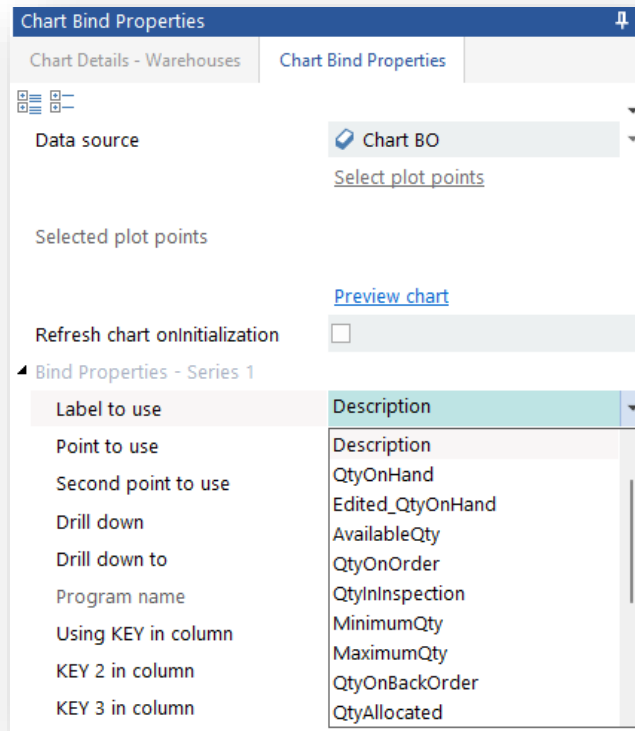 Chart Bind Properties
Chart Details - Warehouses
Chart Bind Properties
Data source
Chart BO
Select plot points
Selected plot points
Preview chart
Refresh chart onInitialization
Bind Properties - Series 1
Label to use
Description
Point to use
Description
Second point to use
QtyOnHand
Edited_QtyOnHand
Drill down
AvailableQty
Drill down to
QtyOnOrder
Program name
QtyInInspection
Using KEY in column
MinimumQty
KEY 2 in column
MaximumQty
QtyOnBackOrder
KEY 3 in column
QtyAllocated